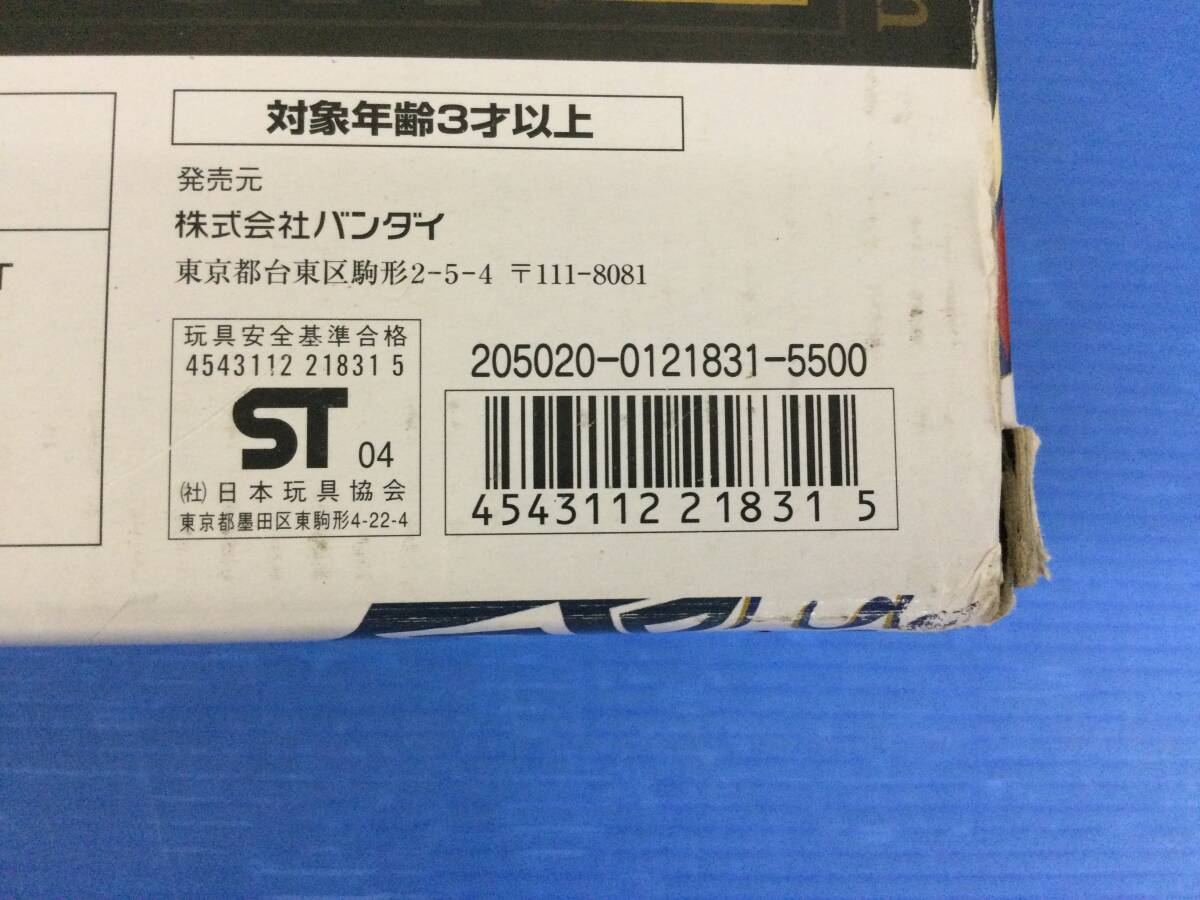 n
対象年齢3才以上
発売元
株式会社バンダイ
東京都台東区駒形2-5-4 〒111-8081
T
玩具安全基準合格
4543112 21831 5
ST 04
(社)日本玩具協会
東京都墨田区東駒形4-22-4
205020-0121831-5500
4543112 21831 5